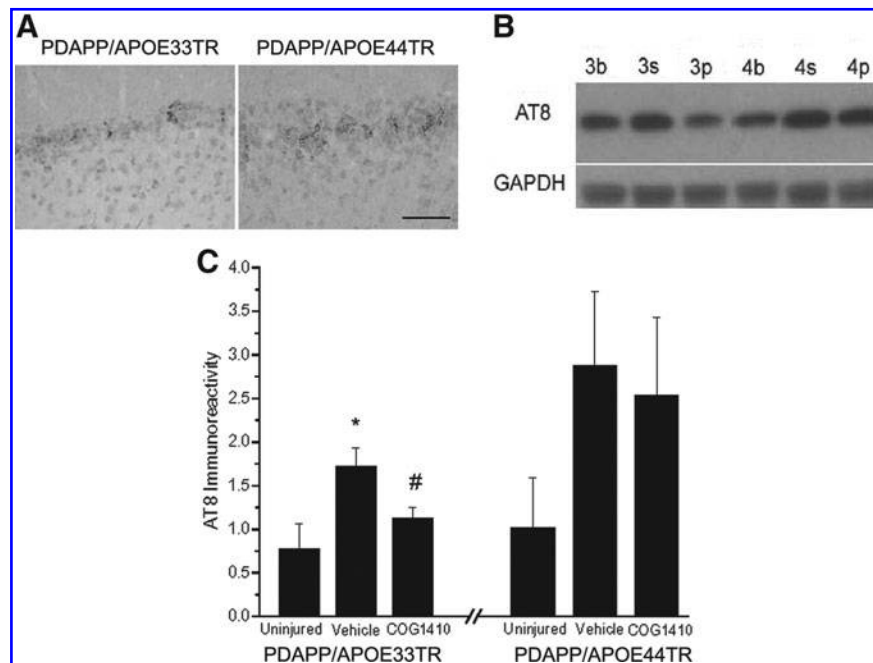 A
PDAPP/APOE33TR
PDAPP/APOE44TR
B
3b 3s 3p 4b 4s 4p
AT8
GAPDH
C
AT8 Immunoreactivity
4.0
3.5
3.0
2.5
2.0
1.5
1.0
0.5
0.0
*
#
Uninjured Vehicle COG1410 Uninjured Vehicle COG1410
PDAPP/APOE33TR PDAPP/APOE44TR